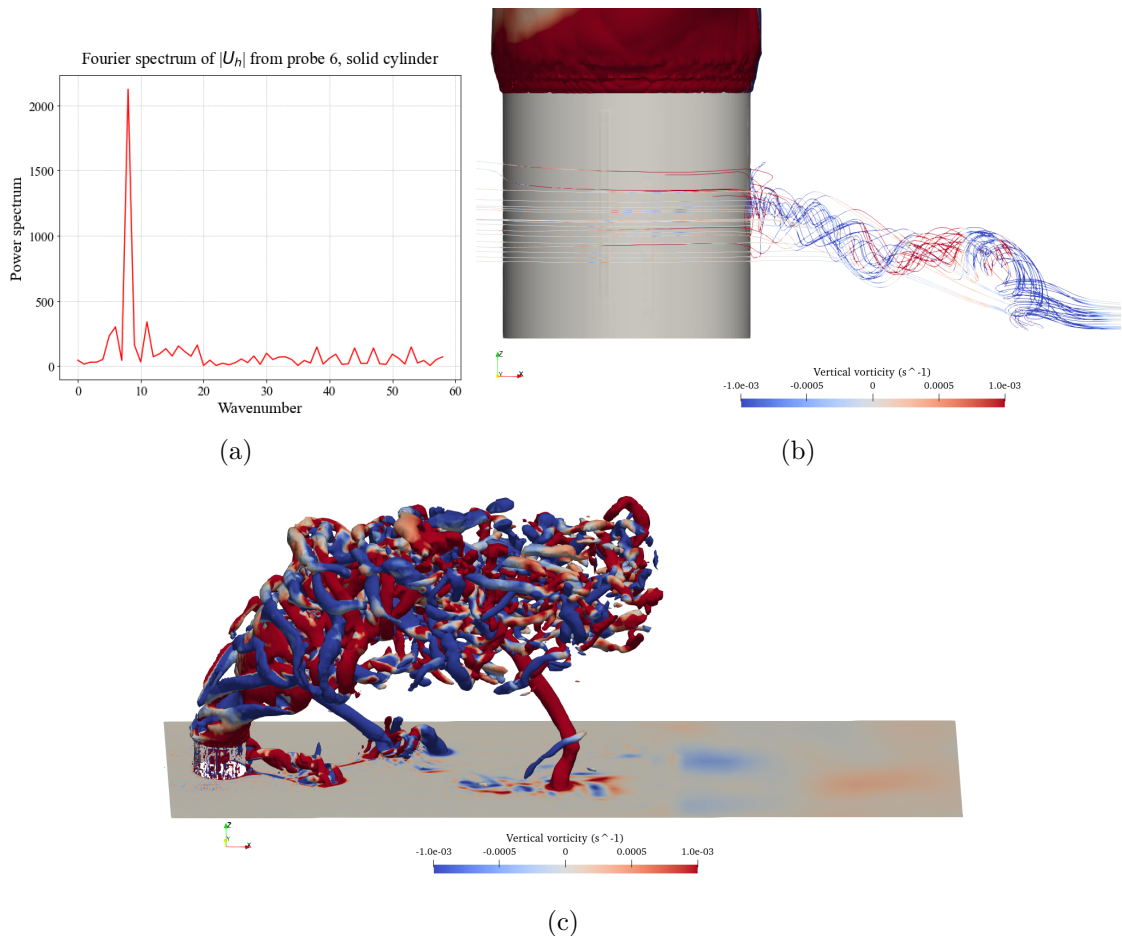 Fourier spectrum of |U_h| from probe 6, solid cylinder
Power spectrum
2000
1500
1000
500
0
0 10 20 30 40 50 60
Wavenumber
(a)
Z
Y X
Vertical vorticity (s^-1)
-1.0e-03 -0.0005 0 0.0005 1.0e-03
(b)
Z
Y
X
Vertical vorticity (s^-1)
-1.0e-03 -0.0005 0 0.0005 1.0e-03
(c)